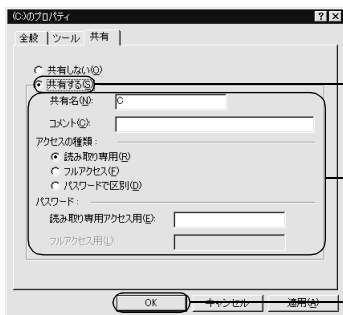 (C:)のプロパティ
全般 ツール 共有
共有しない(O)
共有する(S)
共有名(N): C
コメント(C):
アクセスの種類:
読み取り専用(R)
フルアクセス(F)
パスワードで区別(D)
パスワード:
読み取り専用アクセス用(E):
フルアクセス用(L):
OK キャンセル 適用(A)